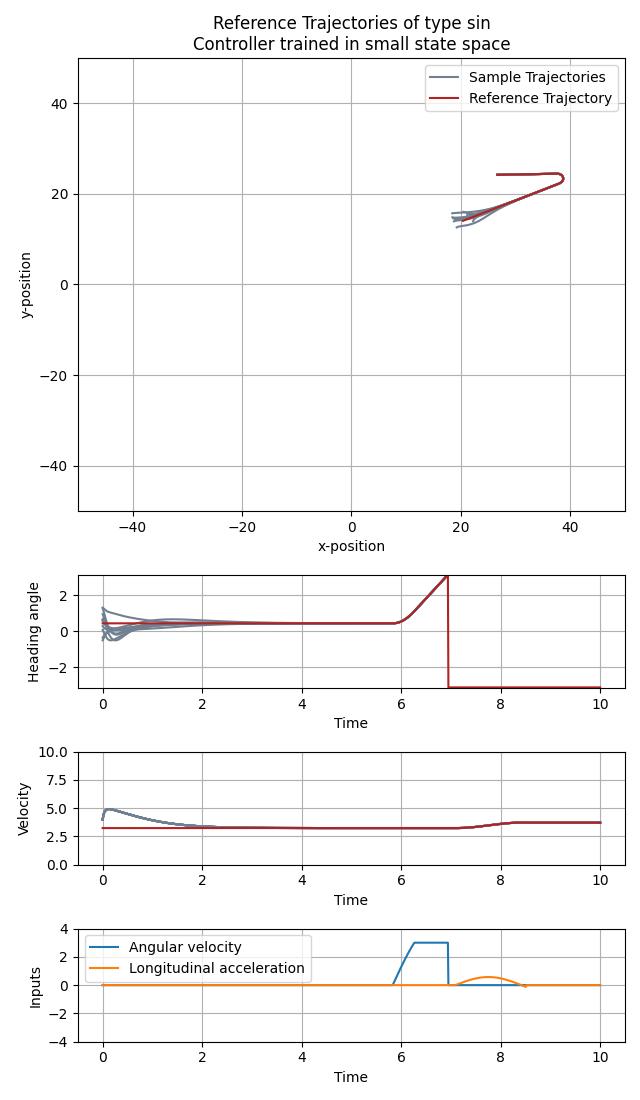 Reference Trajectories of type sin
Controller trained in small state space
Sample Trajectories
Reference Trajectory
40
20
0
−20
−40
y-position
−40 −20 0 20 40
x-position
2
0
−2
Heading angle
0 2 4 6 8 10
Time
10.0
7.5
5.0
2.5
0.0
Velocity
0 2 4 6 8 10
Time
Angular velocity
Longitudinal acceleration
4
2
0
−2
−4
Inputs
0 2 4 6 8 10
Time